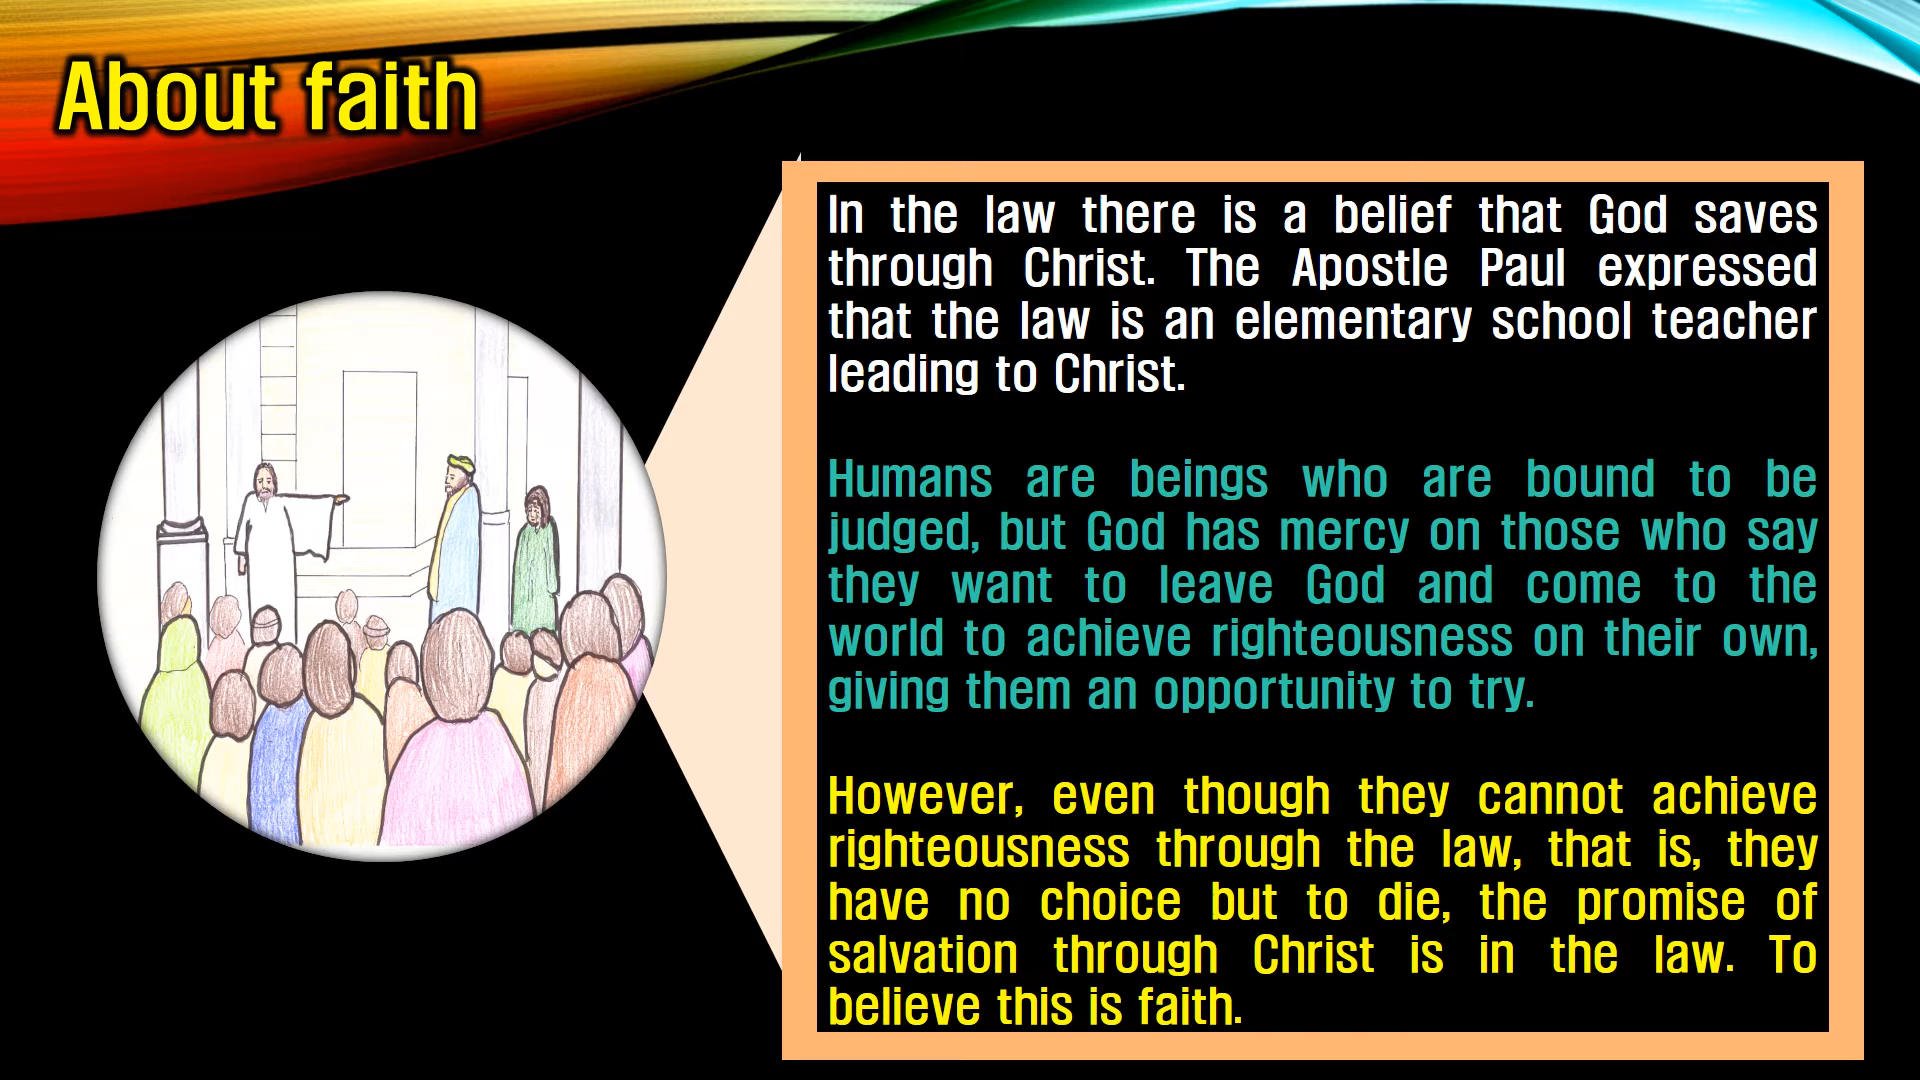 About faith
In the law there is a belief that God saves
through Christ. The Apostle Paul expressed
that the law is an elementary school teacher
leading to Christ.
Humans are beings who are bound to be
judged, but God has mercy on those who say
they want to leave God and come to the
world to achieve righteousness on their own,
giving them an opportunity to try.
However, even though they cannot achieve
righteousness through the law, that is, they
have no choice but to die, the promise of
salvation through Christ is in the law. To
believe this is faith.